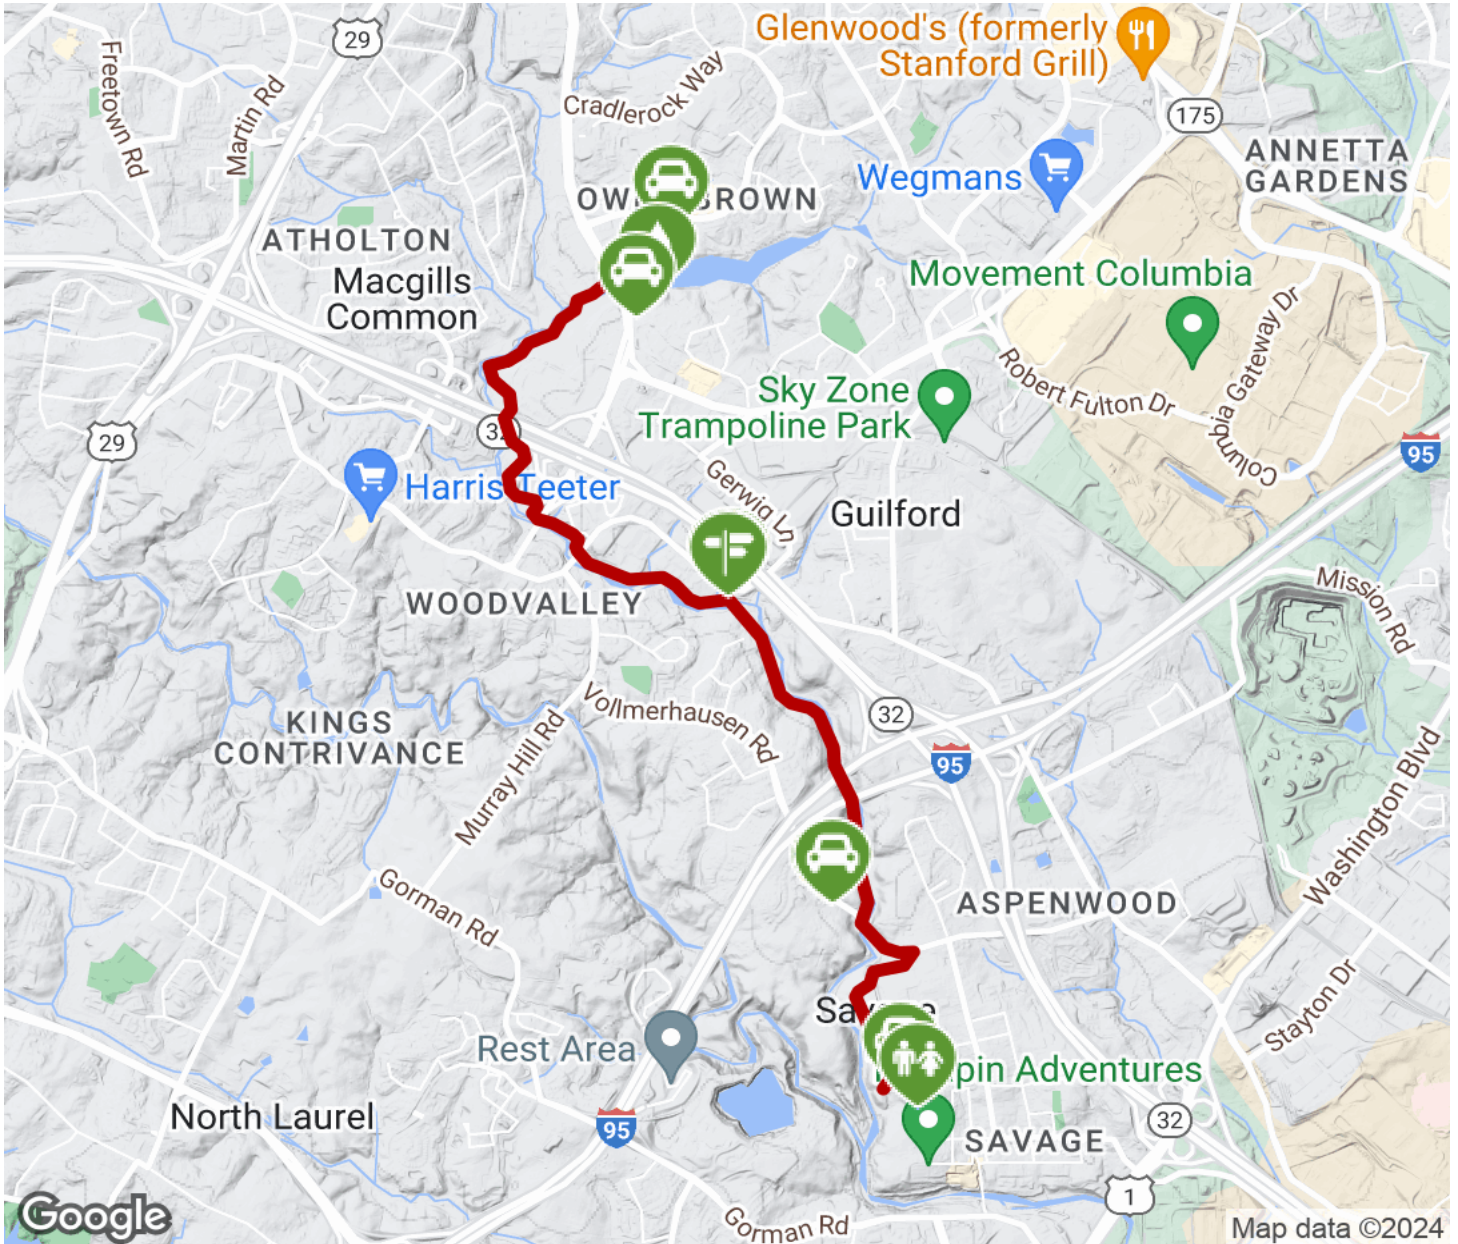 Glenwood's (formerly
Stanford Grill)
29
Freetown Rd
Martin Rd
Cradlerock Way
175
ANNETTA
GARDENS
Wegmans
BROWN
ATHOLTON
Macgills
Common
Movement Columbia
Columbia Gateway Dr
Robert Fulton Dr
Sky Zone
Trampoline Park
29
95
Harris Teeter
Gerwig Ln
Guilford
Mission Rd
WOODVALLEY
Vollmerhausen Rd
32
KINGS
CONTRIVANCE
Murray Hill Rd
95
Washington Blvd
Gorman Rd
ASPENWOOD
Stayton Dr
Rest Area
Adventures
North Laurel
95
32
SAVAGE
1
Gorman Rd
Google
Map data ©2024